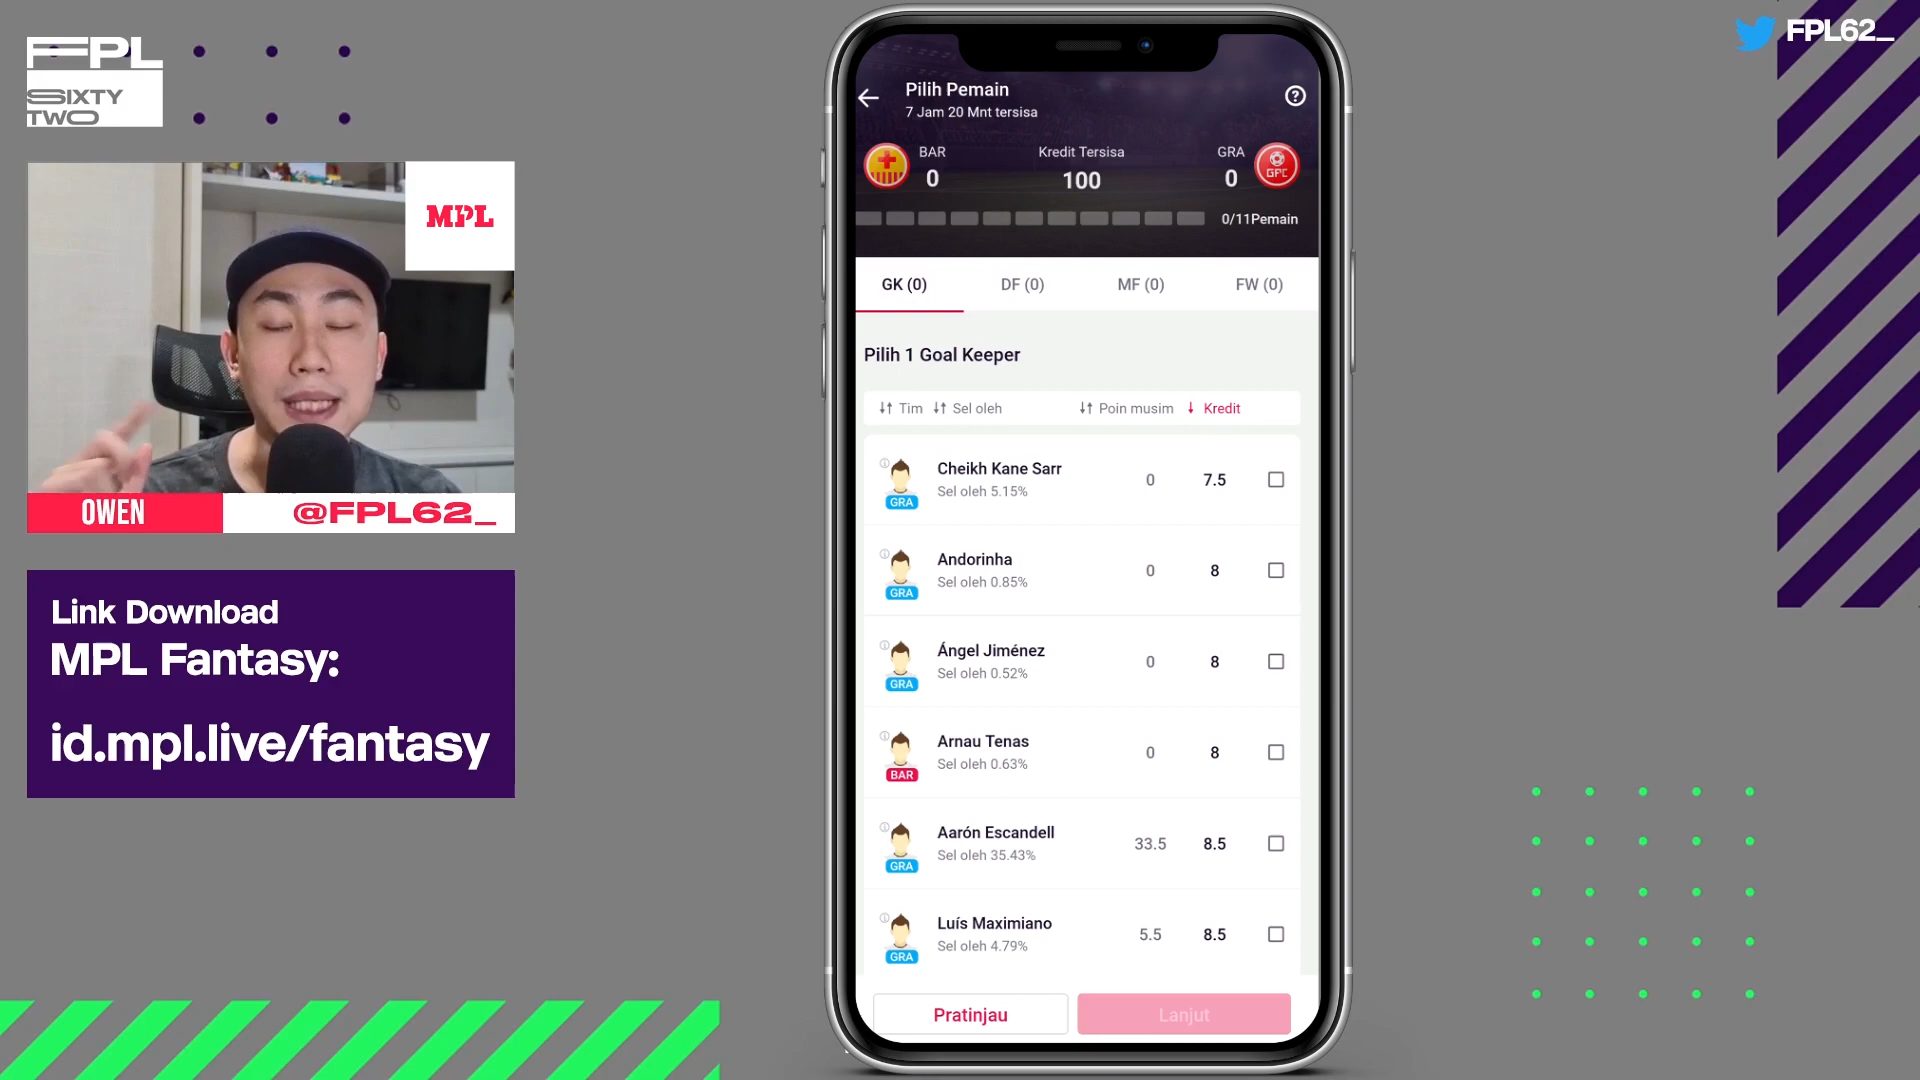 FPL
SIXTY
TWO
FPL62_
MPL
OWEN
@FPL62_
Link Download
MPL Fantasy:
id.mpl.live/fantasy
Pilih Pemain
7 Jam 20 Mnt tersisa
BAR
0
Kredit Tersisa
100
GRA
0
GPC
0/11Pemain
GK (0)
DF (0)
MF (0)
FW (0)
Pilih 1 Goal Keeper
Tim
Sel oleh
Poin musim
Kredit
Cheikh Kane Sarr
Sel oleh 5.15%
0
7.5
GRA
Andorinha
Sel oleh 0.85%
0
8
GRA
Ángel Jiménez
Sel oleh 0.52%
0
8
GRA
Arnau Tenas
Sel oleh 0.63%
0
8
BAR
Aarón Escandell
Sel oleh 35.43%
33.5
8.5
GRA
Luís Maximiano
Sel oleh 4.79%
5.5
8.5
GRA
Pratinjau
Lanjut